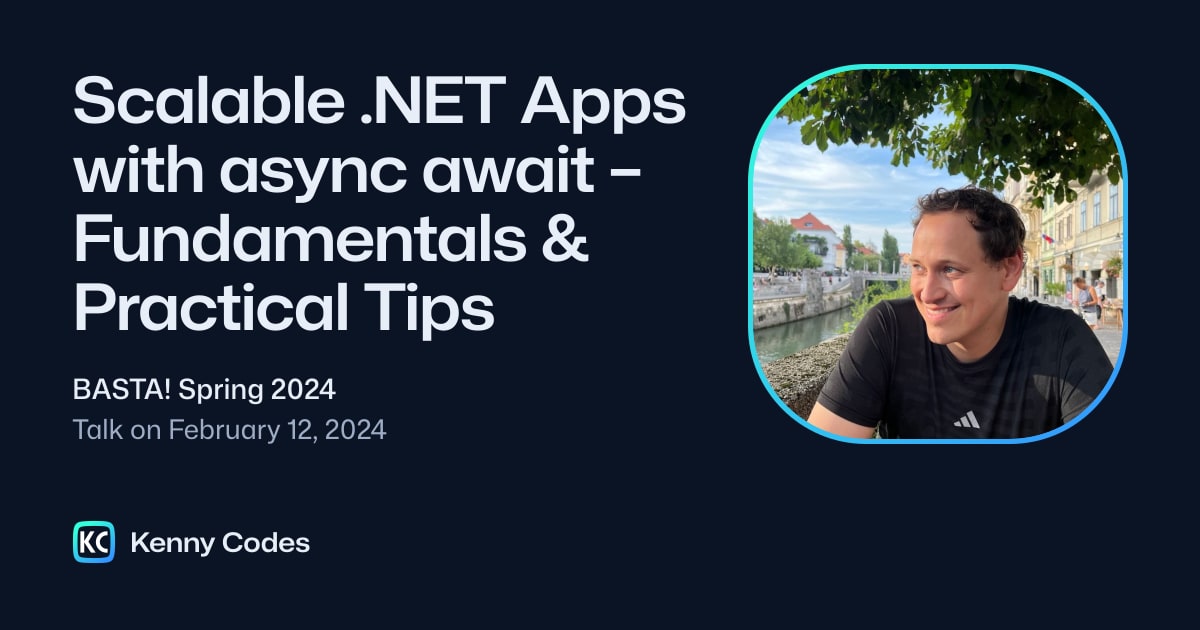 Scalable .NET Apps
with async await –
Fundamentals &
Practical Tips
BASTA! Spring 2024
Talk on February 12, 2024
KC Kenny Codes